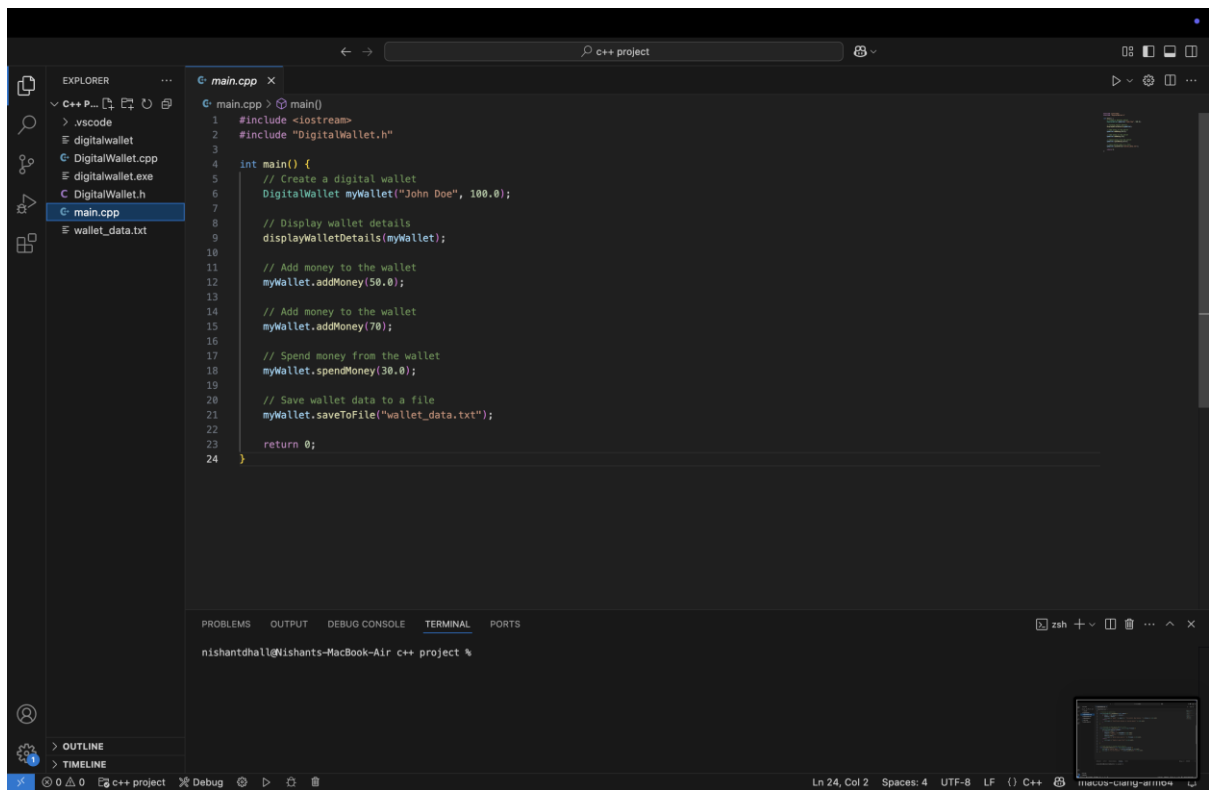 c++ project
EXPLORER
C++ P...
.vscode
digitalwallet
DigitalWallet.cpp
digitalwallet.exe
DigitalWallet.h
main.cpp
wallet_data.txt
OUTLINE
TIMELINE
main.cpp
main.cpp > main()
1 #include <iostream>
2 #include "DigitalWallet.h"
3
4 int main() {
5 // Create a digital wallet
6 DigitalWallet myWallet("John Doe", 100.0);
7
8 // Display wallet details
9 displayWalletDetails(myWallet);
10
11 // Add money to the wallet
12 myWallet.addMoney(50.0);
13
14 // Add money to the wallet
15 myWallet.addMoney(70);
16
17 // Spend money from the wallet
18 myWallet.spendMoney(30.0);
19
20 // Save wallet data to a file
21 myWallet.saveToFile("wallet_data.txt");
22
23 return 0;
24 }
PROBLEMS OUTPUT DEBUG CONSOLE TERMINAL PORTS zsh
nishantdhall@Nishants-MacBook-Air c++ project %
1
0 0 c++ project Debug Ln 24, Col 2 Spaces: 4 UTF-8 LF {} C++ macos-clang-arm64